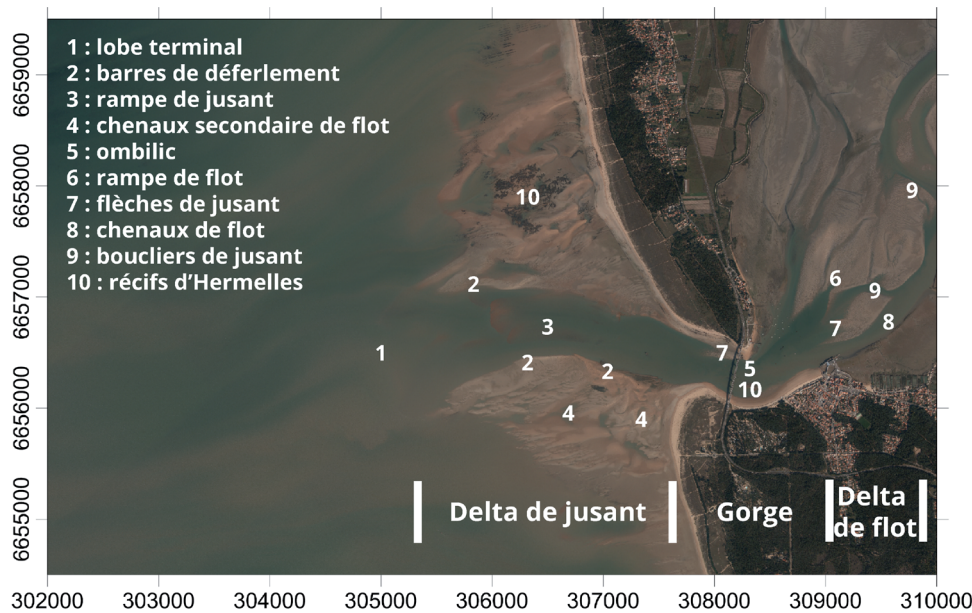 1 : lobe terminal
2 : barres de déferlement
3 : rampe de jusant
4 : chenaux secondaire de flot
5 : ombilic
6 : rampe de flot
7 : flèches de jusant
8 : chenaux de flot
9 : boucliers de jusant
10 : récifs d'Hermelles
6659000
6658000
6657000
6656000
6655000
10
9
2
6
9
3
7
8
1
7
2
2
5
10
4
4
Delta de jusant
Gorge
Delta
de flot
302000 303000 304000 305000 306000 307000 308000 309000 310000